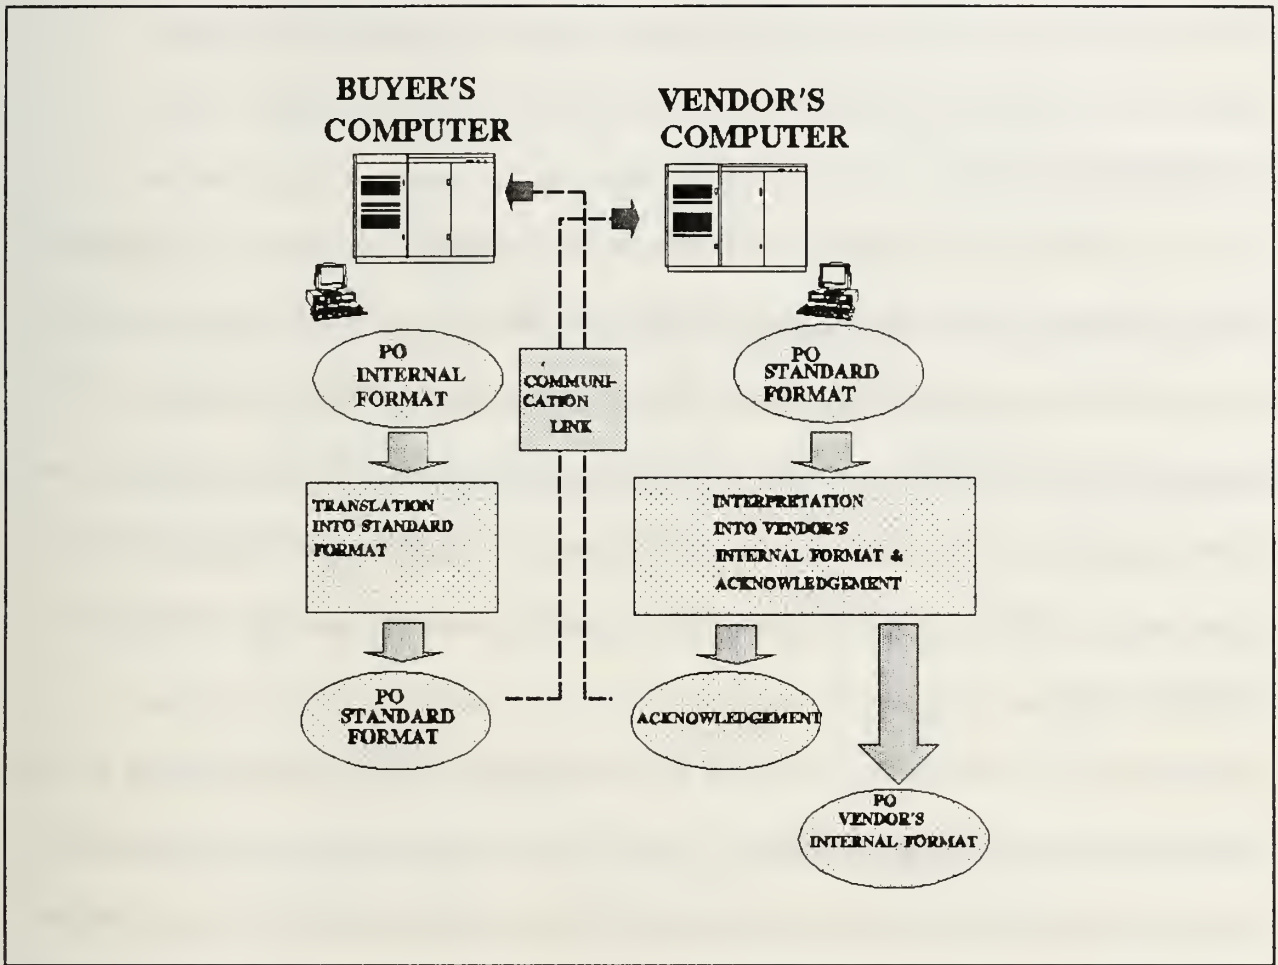 BUYER'S
COMPUTER
VENDOR'S
COMPUTER
PO
INTERNAL
FORMAT
COMMUNI-
CATION
LINK
PO
STANDARD
FORMAT
TRANSLATION
INTO STANDARD
FORMAT
INTERPRETATION
INTO VENDOR'S
INTERNAL FORMAT &
ACKNOWLEDGEMENT
PO
STANDARD
FORMAT
ACKNOWLEDGEMENT
PO
VENDOR'S
INTERNAL FORMAT